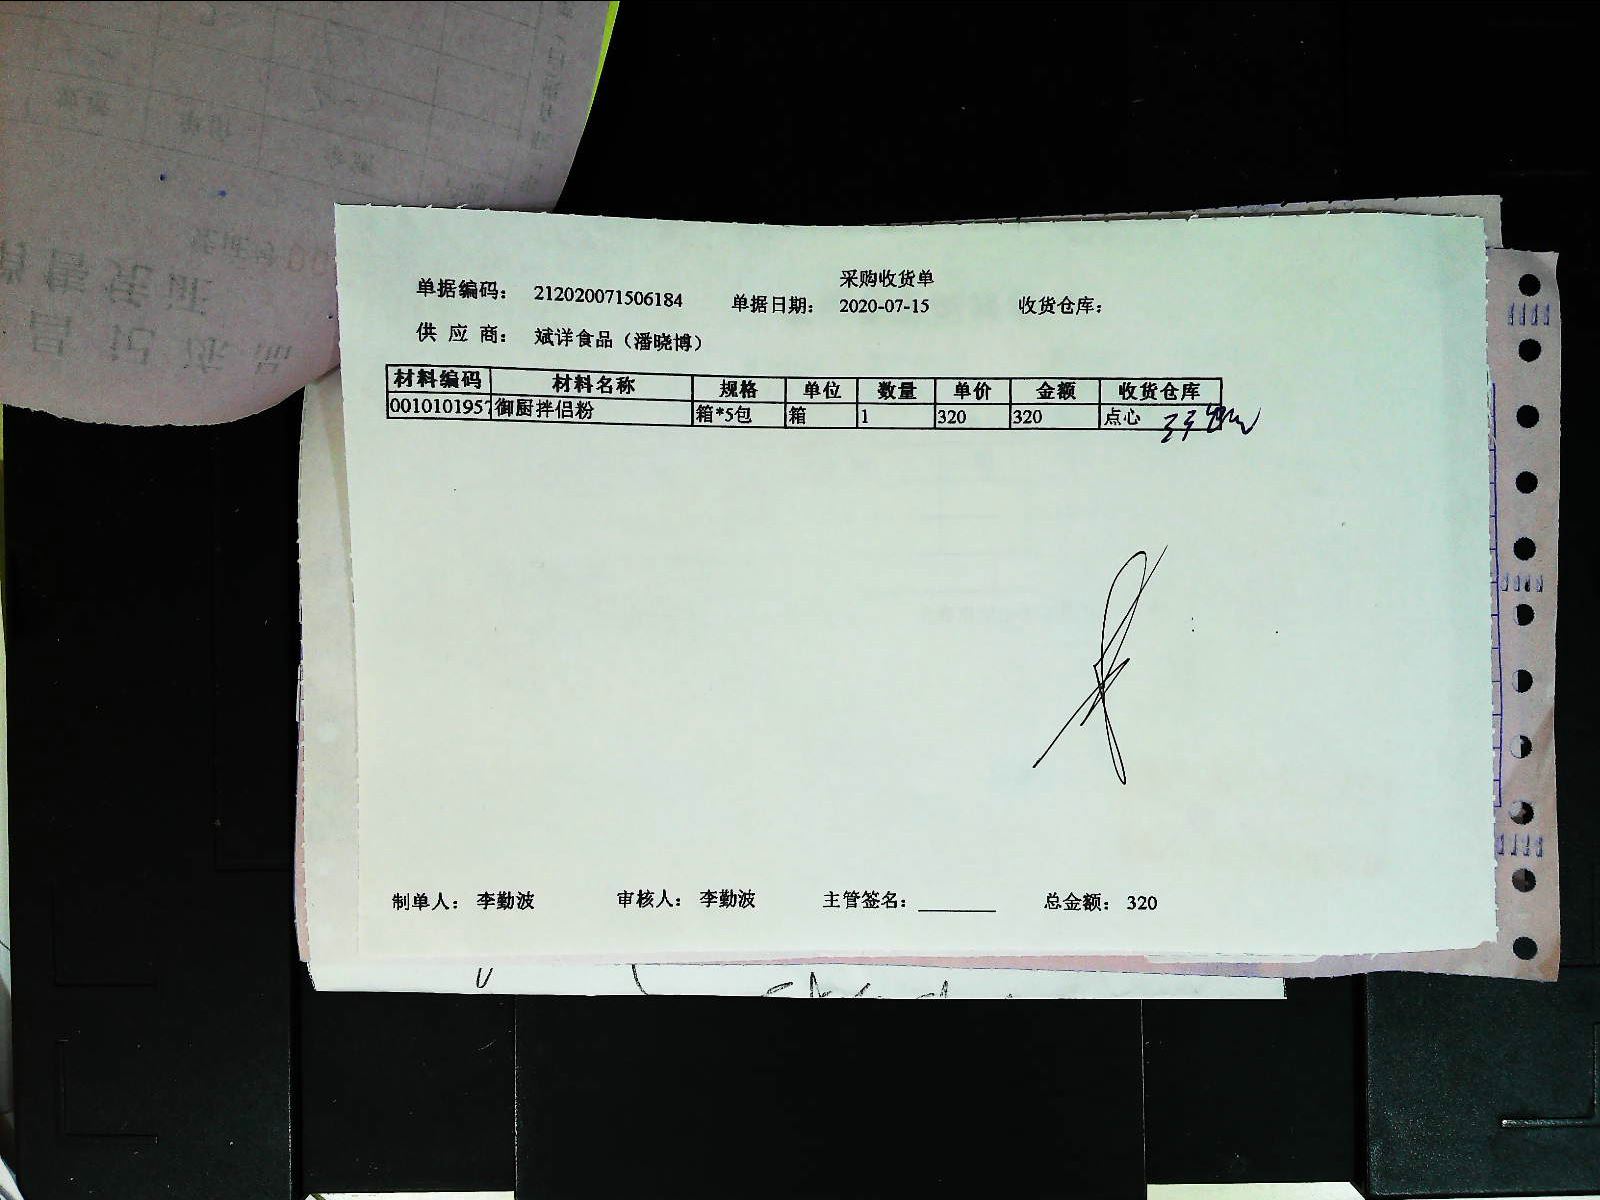 采购收货单
单据编码： 212020071506184 单据日期： 2020-07-15 收货仓库：
供 应 商： 斌详食品（潘晓博）
材料编码 材料名称 规格 单位 数量 单价 金额 收货仓库
0010101957 御厨拌侣粉 箱*5包 箱 1 320 320 点心
制单人： 李勤波 审核人： 李勤波 主管签名： 总金额： 320